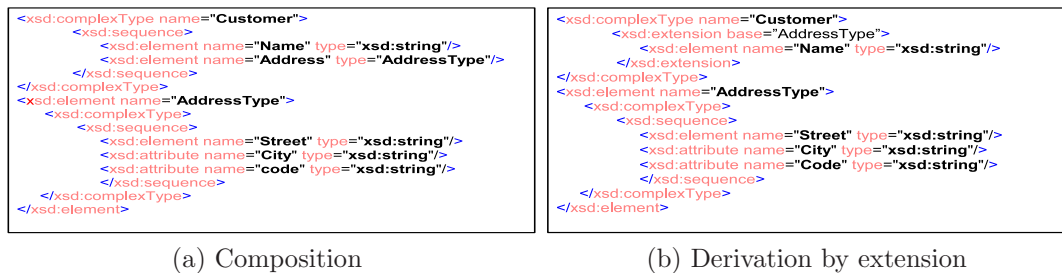 <xsd:complexType name="Customer">
<xsd:sequence>
<xsd:element name="Name" type="xsd:string"/>
<xsd:element name="Address" type="AddressType"/>
</xsd:sequence>
</xsd:complexType>
<xsd:element name="AddressType">
<xsd:complexType>
<xsd:sequence>
<xsd:element name="Street" type="xsd:string"/>
<xsd:attribute name="City" type="xsd:string"/>
<xsd:attribute name="code" type="xsd:string"/>
</xsd:sequence>
</xsd:complexType>
</xsd:element>
(a) Composition
<xsd:complexType name="Customer">
<xsd:extension base="AddressType">
<xsd:element name="Name" type="xsd:string"/>
</xsd:extension>
</xsd:complexType>
<xsd:element name="AddressType">
<xsd:complexType>
<xsd:sequence>
<xsd:element name="Street" type="xsd:string"/>
<xsd:attribute name="City" type="xsd:string"/>
<xsd:attribute name="Code" type="xsd:string"/>
</xsd:sequence>
</xsd:complexType>
</xsd:element>
(b) Derivation by extension